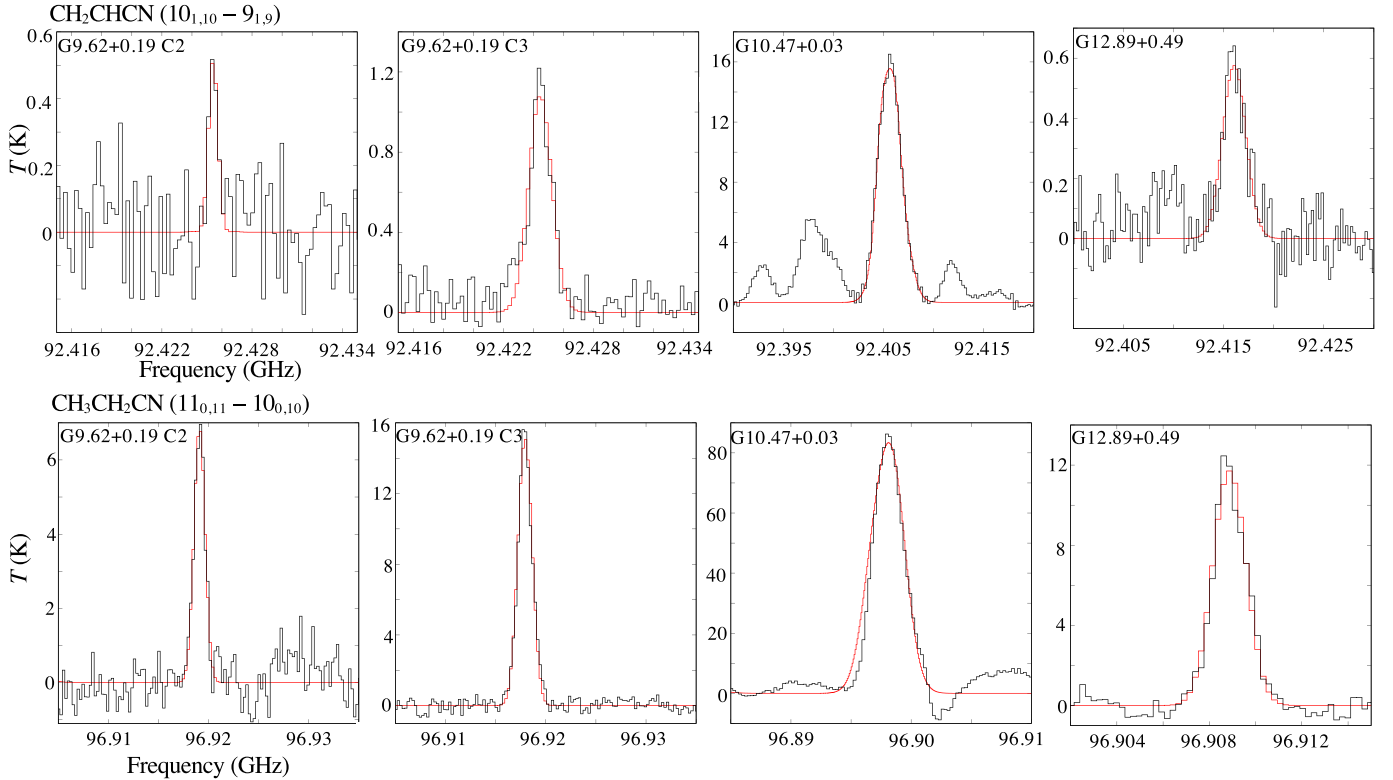 CH₂CHCN (10₁,₁₀ − 9₁,₉)
G9.62+0.19 C2
G9.62+0.19 C3
G10.47+0.03
G12.89+0.49
T (K)
0.6
0.4
0.2
0
1.2
0.8
0.4
0
16
12
8
4
0
0.6
0.4
0.2
0
92.416 92.422 92.428 92.434
92.416 92.422 92.428 92.434
92.395 92.405 92.415
92.405 92.415 92.425
Frequency (GHz)
CH₃CH₂CN (11₀,₁₁ − 10₀,₁₀)
G9.62+0.19 C2
G9.62+0.19 C3
G10.47+0.03
G12.89+0.49
T (K)
6
4
2
0
16
12
8
4
0
80
60
40
20
0
12
8
4
0
96.91 96.92 96.93
96.91 96.92 96.93
96.89 96.90 96.91
96.904 96.908 96.912
Frequency (GHz)